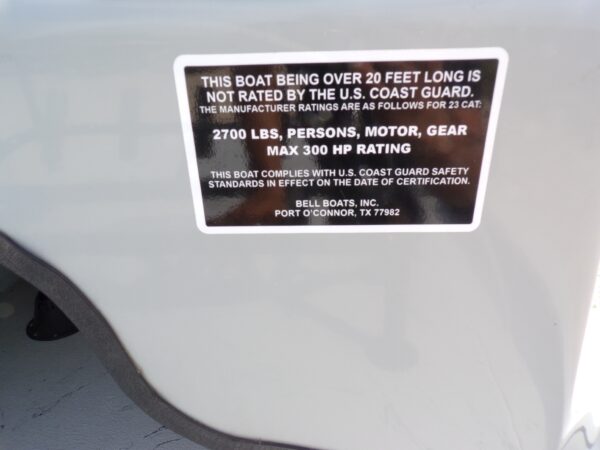 THIS BOAT BEING OVER 20 FEET LONG IS
NOT RATED BY THE U.S. COAST GUARD.
THE MANUFACTURER RATINGS ARE AS FOLLOWS FOR 23 CAT:
2700 LBS, PERSONS, MOTOR, GEAR
MAX 300 HP RATING
THIS BOAT COMPLIES WITH U.S. COAST GUARD SAFETY
STANDARDS IN EFFECT ON THE DATE OF CERTIFICATION.
BELL BOATS, INC.
PORT O'CONNOR, TX 77982